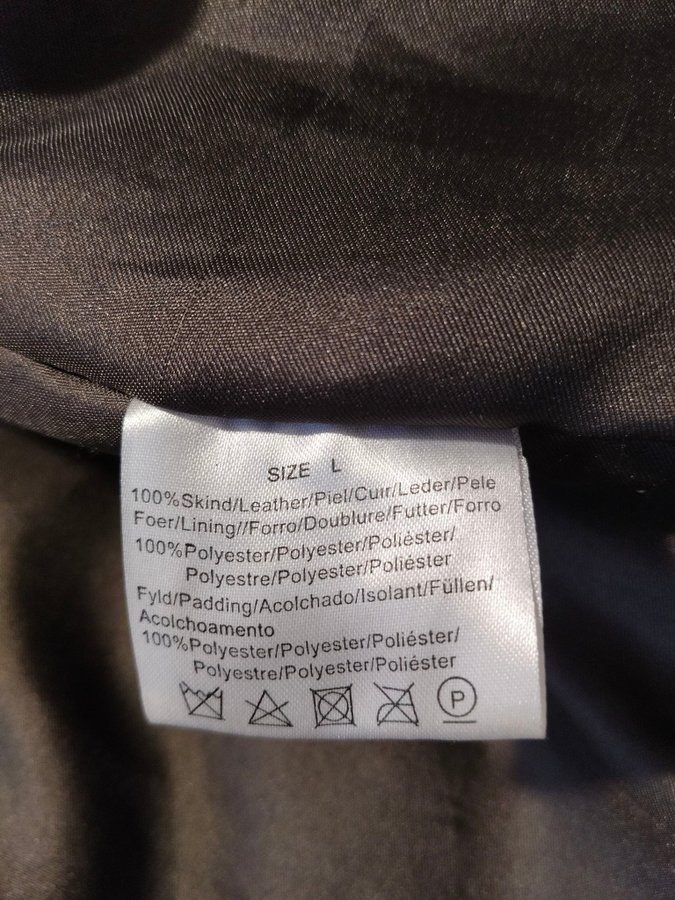 SIZE L
100%Skind/Leather/Piel/Cuir/Leder/Pele
Foer/Lining//Forro/Doublure/Futter/Forro
100%Polyester/Polyester/Poliéster/
Polyestre/Polyester/Poliéster
Fyld/Padding/Acolchado/Isolant/Füllen/
Acolchoamento
100%Polyester/Polyester/Poliéster/
Polyestre/Polyester/Poliéster
P